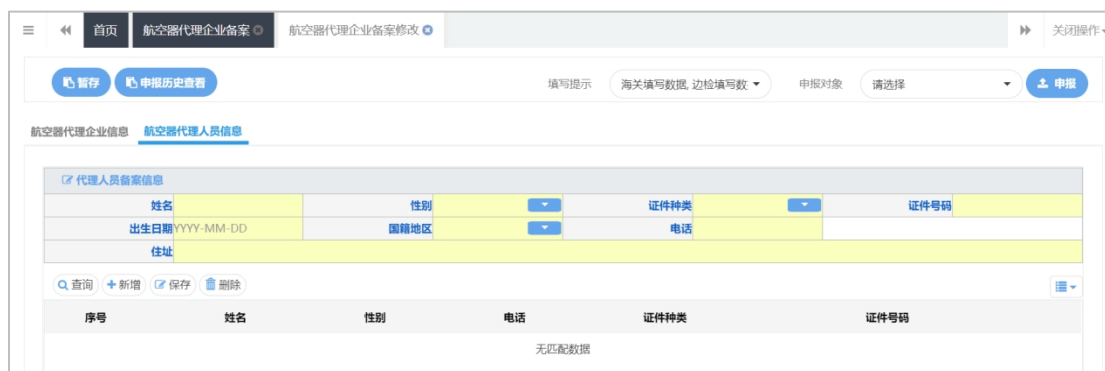 首页 航空器代理企业备案 航空器代理企业备案修改 关闭操作
暂存 申报历史查看 填写提示 海关填写数据, 边检填写数 申报对象 请选择 申报
航空器代理企业信息 航空器代理人员信息
代理人员备案信息
姓名 性别 证件种类 证件号码
出生日期 YYYY-MM-DD 国籍地区 电话
住址
查询 新增 保存 删除
序号 姓名 性别 电话 证件种类 证件号码
无匹配数据